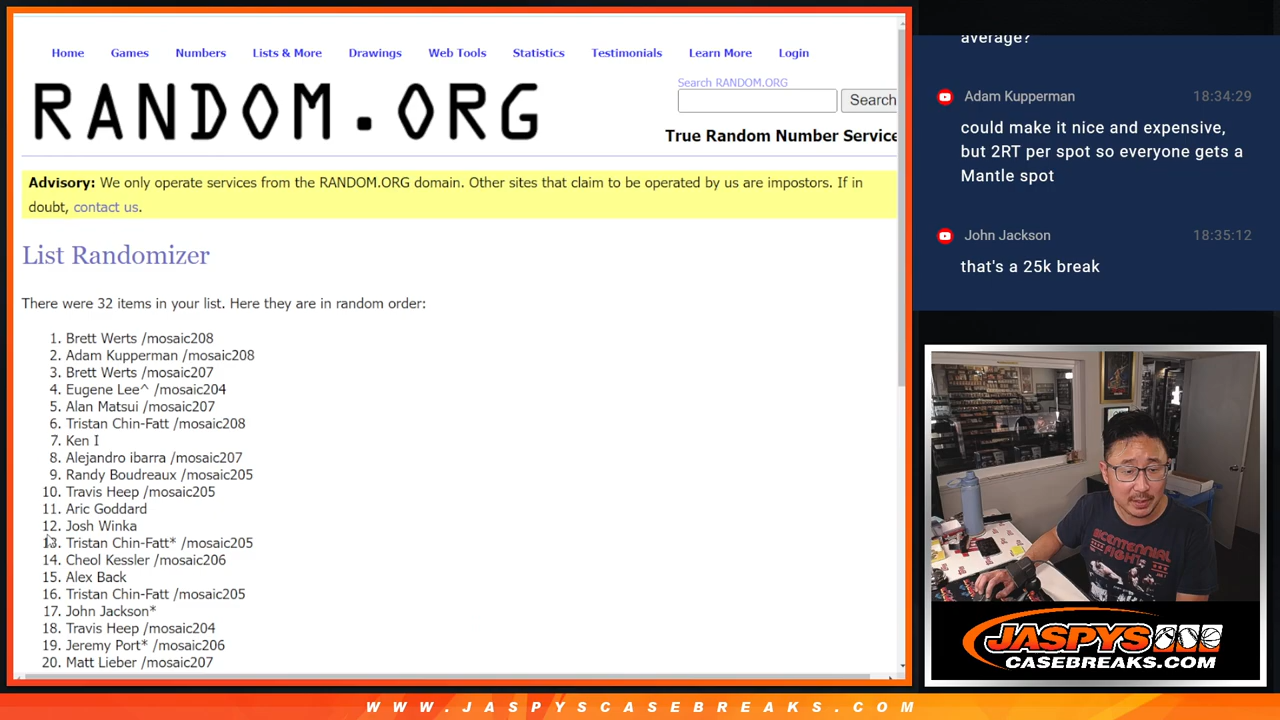 Home Games Numbers Lists & More Drawings Web Tools Statistics Testimonials Learn More Login
Search RANDOM.ORG
RANDOM.ORG
Search
True Random Number Service
Advisory: We only operate services from the RANDOM.ORG domain. Other sites that claim to be operated by us are impostors. If in
doubt, contact us.
List Randomizer
There were 32 items in your list. Here they are in random order:
1. Brett Werts /mosaic208
2. Adam Kupperman /mosaic208
3. Brett Werts /mosaic207
4. Eugene Lee^ /mosaic204
5. Alan Matsui /mosaic207
6. Tristan Chin-Fatt /mosaic208
7. Ken I
8. Alejandro ibarra /mosaic207
9. Randy Boudreaux /mosaic205
10. Travis Heep /mosaic205
11. Aric Goddard
12. Josh Winka
13. Tristan Chin-Fatt* /mosaic205
14. Cheol Kessler /mosaic206
15. Alex Back
16. Tristan Chin-Fatt /mosaic205
17. John Jackson*
18. Travis Heep /mosaic204
19. Jeremy Port* /mosaic206
20. Matt Lieber /mosaic207
average?
Adam Kupperman 18:34:29
could make it nice and expensive,
but 2RT per spot so everyone gets a
Mantle spot
John Jackson 18:35:12
that's a 25k break
BICENTENNIAL
FIGHT
JASPYS
CASEBREAKS.COM
WWW.JASPYSCASEBREAKS.COM